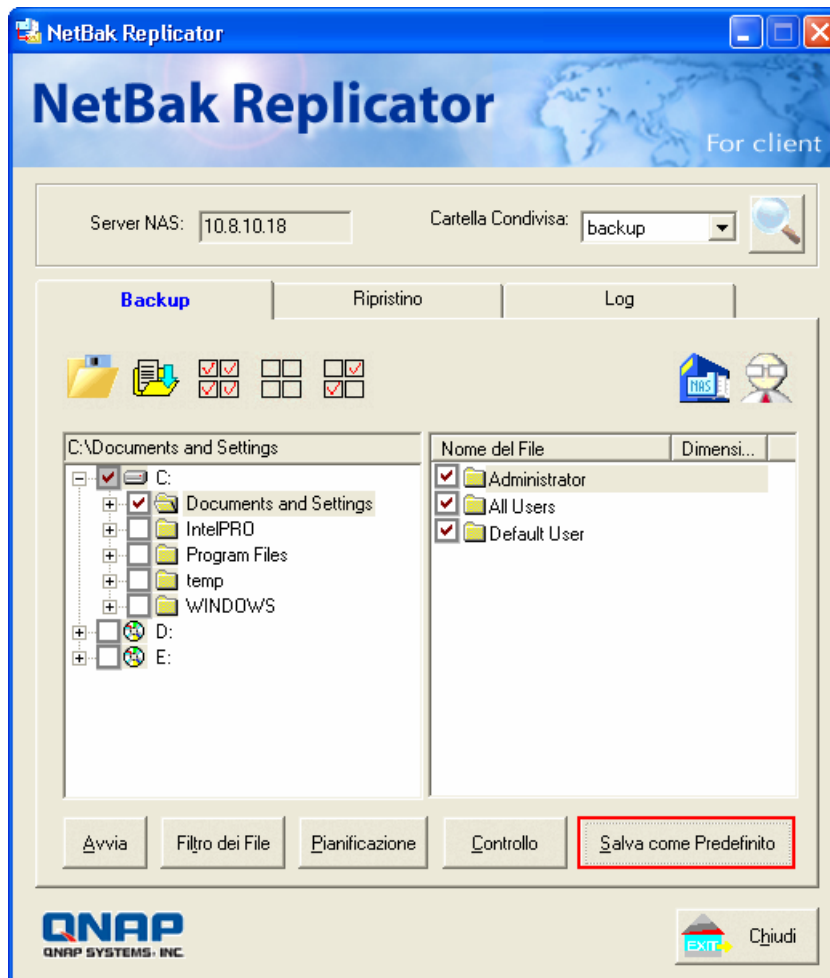 NetBak Replicator
NetBak Replicator
For client
Server NAS: 10.8.10.18 Cartella Condivisa: backup
Backup Ripristino Log
NAS
C:\Documents and Settings
C:
Documents and Settings
IntelPRO
Program Files
temp
WINDOWS
D:
E:
Nome del File Dimensi...
Administrator
All Users
Default User
Avvia Filtro dei File Pianificazione Controllo Salva come Predefinito
QNAP
QNAP SYSTEMS, INC.
EXIT Chiudi